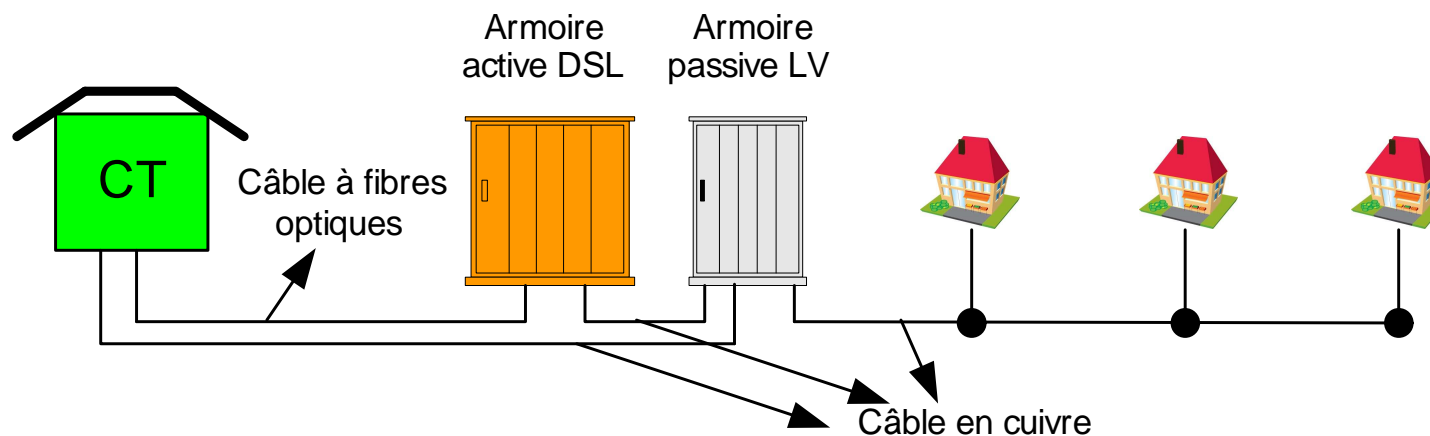 Armoire
active DSL
Armoire
passive LV
CT
Câble à fibres
optiques
Câble en cuivre